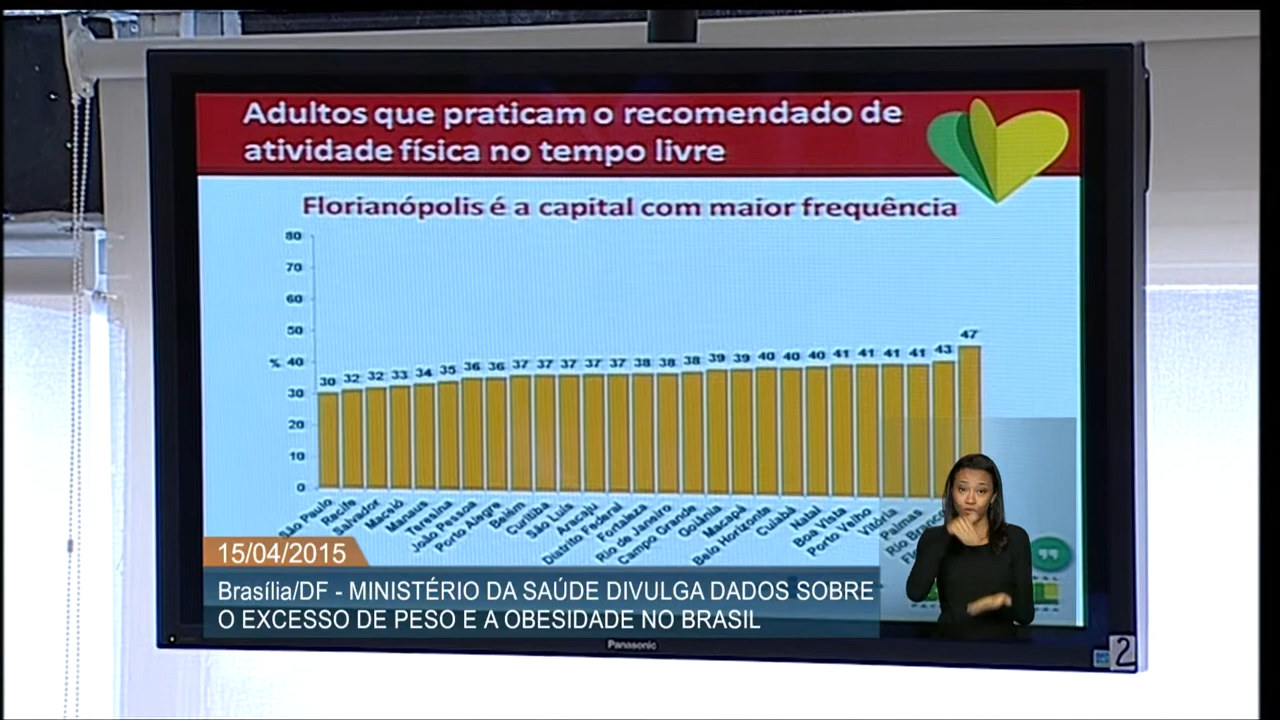 Adultos que praticam o recomendado de
atividade física no tempo livre
Florianópolis é a capital com maior frequência
80
70
60
50
% 40
30
20
10
0
30 32 32 33 34 35 36 36 37 37 37 37 37 38 38 38 39 39 40 40 40 41 41 41 41 43 47
São Paulo
Recife
Salvador
Maceió
Manaus
Teresina
João Pessoa
Porto Alegre
Belém
Curitiba
São Luís
Aracaju
Distrito Federal
Fortaleza
Rio de Janeiro
Campo Grande
Goiânia
Macapá
Belo Horizonte
Cuiabá
Natal
Boa Vista
Porto Velho
Vitória
Palmas
Rio Branco
15/04/2015
Brasília/DF - MINISTÉRIO DA SAÚDE DIVULGA DADOS SOBRE
O EXCESSO DE PESO E A OBESIDADE NO BRASIL
Panasonic
2